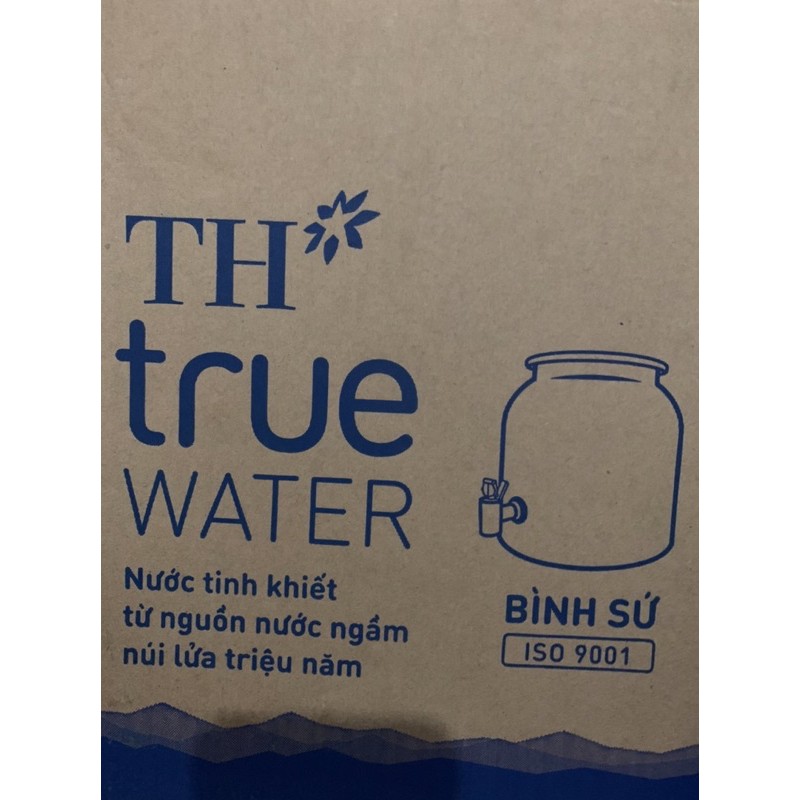 TH
true
WATER
Nước tinh khiết
từ nguồn nước ngầm
núi lửa triệu năm
BÌNH SỨ
ISO 9001